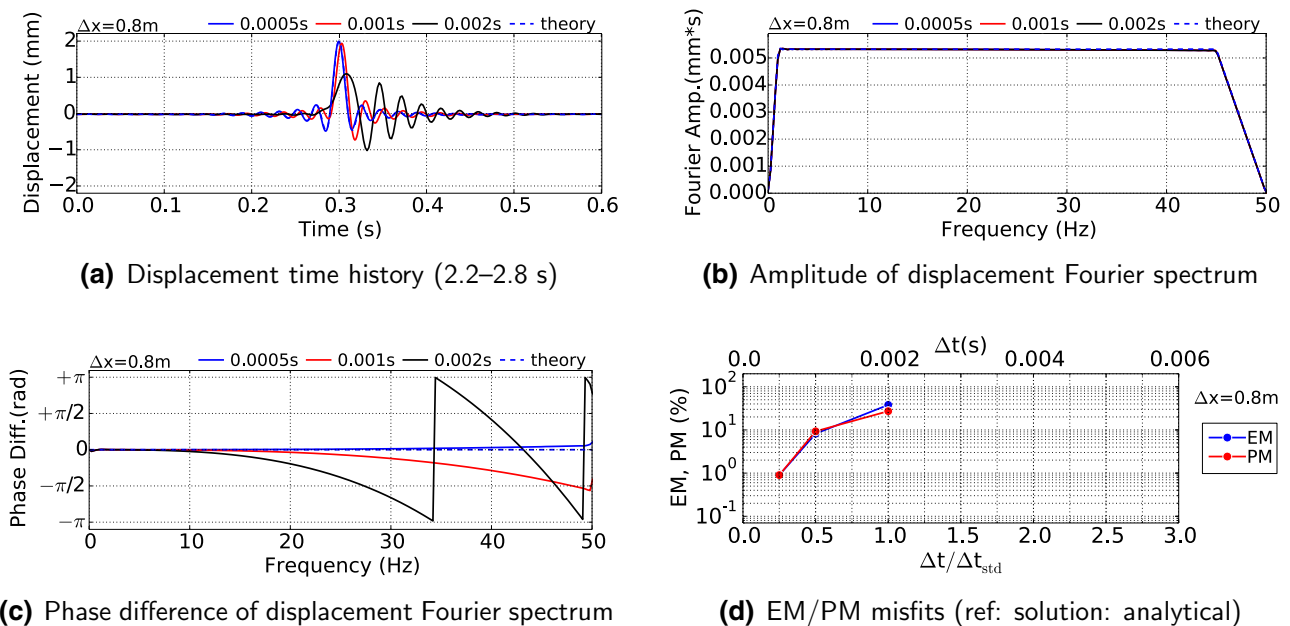 Δx=0.8m 0.0005s 0.001s 0.002s theory
Displacement (mm)
2
1
0
−1
−2
0.0 0.1 0.2 0.3 0.4 0.5 0.6
Time (s)
(a) Displacement time history (2.2–2.8 s)
Δx=0.8m 0.0005s 0.001s 0.002s theory
Fourier Amp.(mm*s)
0.005
0.004
0.003
0.002
0.001
0.000
0 10 20 30 40 50
Frequency (Hz)
(b) Amplitude of displacement Fourier spectrum
Δx=0.8m 0.0005s 0.001s 0.002s theory
Phase Diff.(rad)
+π
+π/2
0
−π/2
−π
0 10 20 30 40 50
Frequency (Hz)
(c) Phase difference of displacement Fourier spectrum
Δt(s)
0.0 0.002 0.004 0.006
EM, PM (%)
10²
10¹
10⁰
10⁻¹
0.0 0.5 1.0 1.5 2.0 2.5 3.0
Δt/Δt_std
Δx=0.8m
EM
PM
(d) EM/PM misfits (ref: solution: analytical)